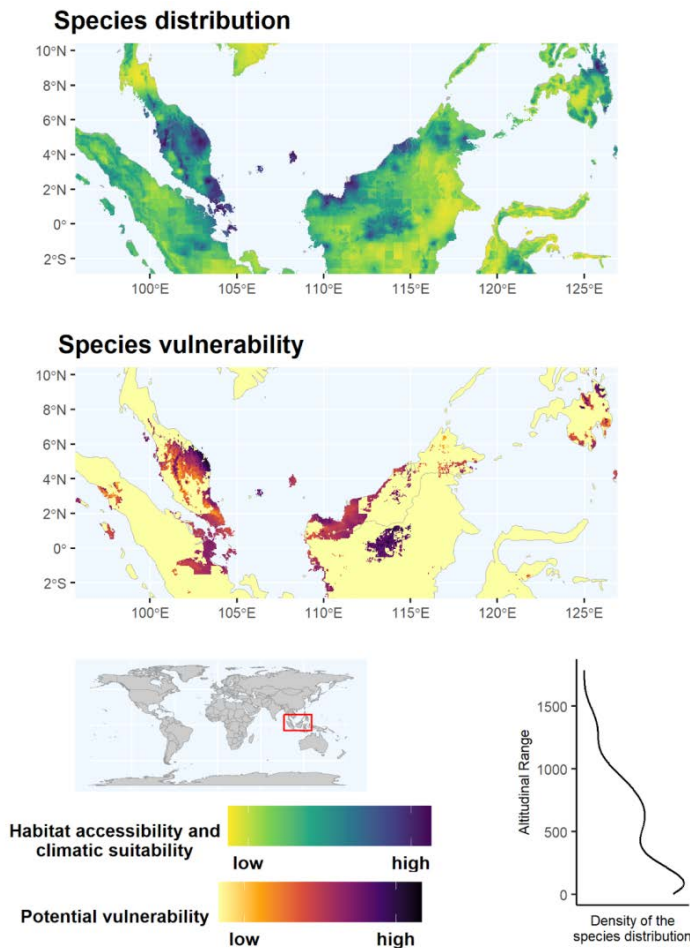 Species distribution
10°N
8°N
6°N
4°N
2°N
0°
2°S
100°E 105°E 110°E 115°E 120°E 125°E
Species vulnerability
10°N
8°N
6°N
4°N
2°N
0°
2°S
100°E 105°E 110°E 115°E 120°E 125°E
Habitat accessibility and
climatic suitability
low high
Potential vulnerability
low high
Altitudinal Range
1500
1000
500
0
Density of the
species distribution